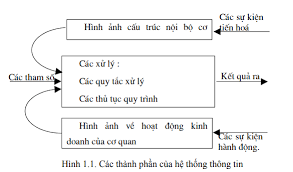 Hình ảnh cấu trúc nội bộ cơ
Các sự kiện
tiến hoá
Các xử lý :
Các tham số
Các quy tắc xử lý
Kết quả ra
Các thủ tục quy trình
Hình ảnh về hoạt động kinh
doanh của cơ quan
Các sự kiện
hành động.
Hình 1.1. Các thành phần của hệ thống thông tin